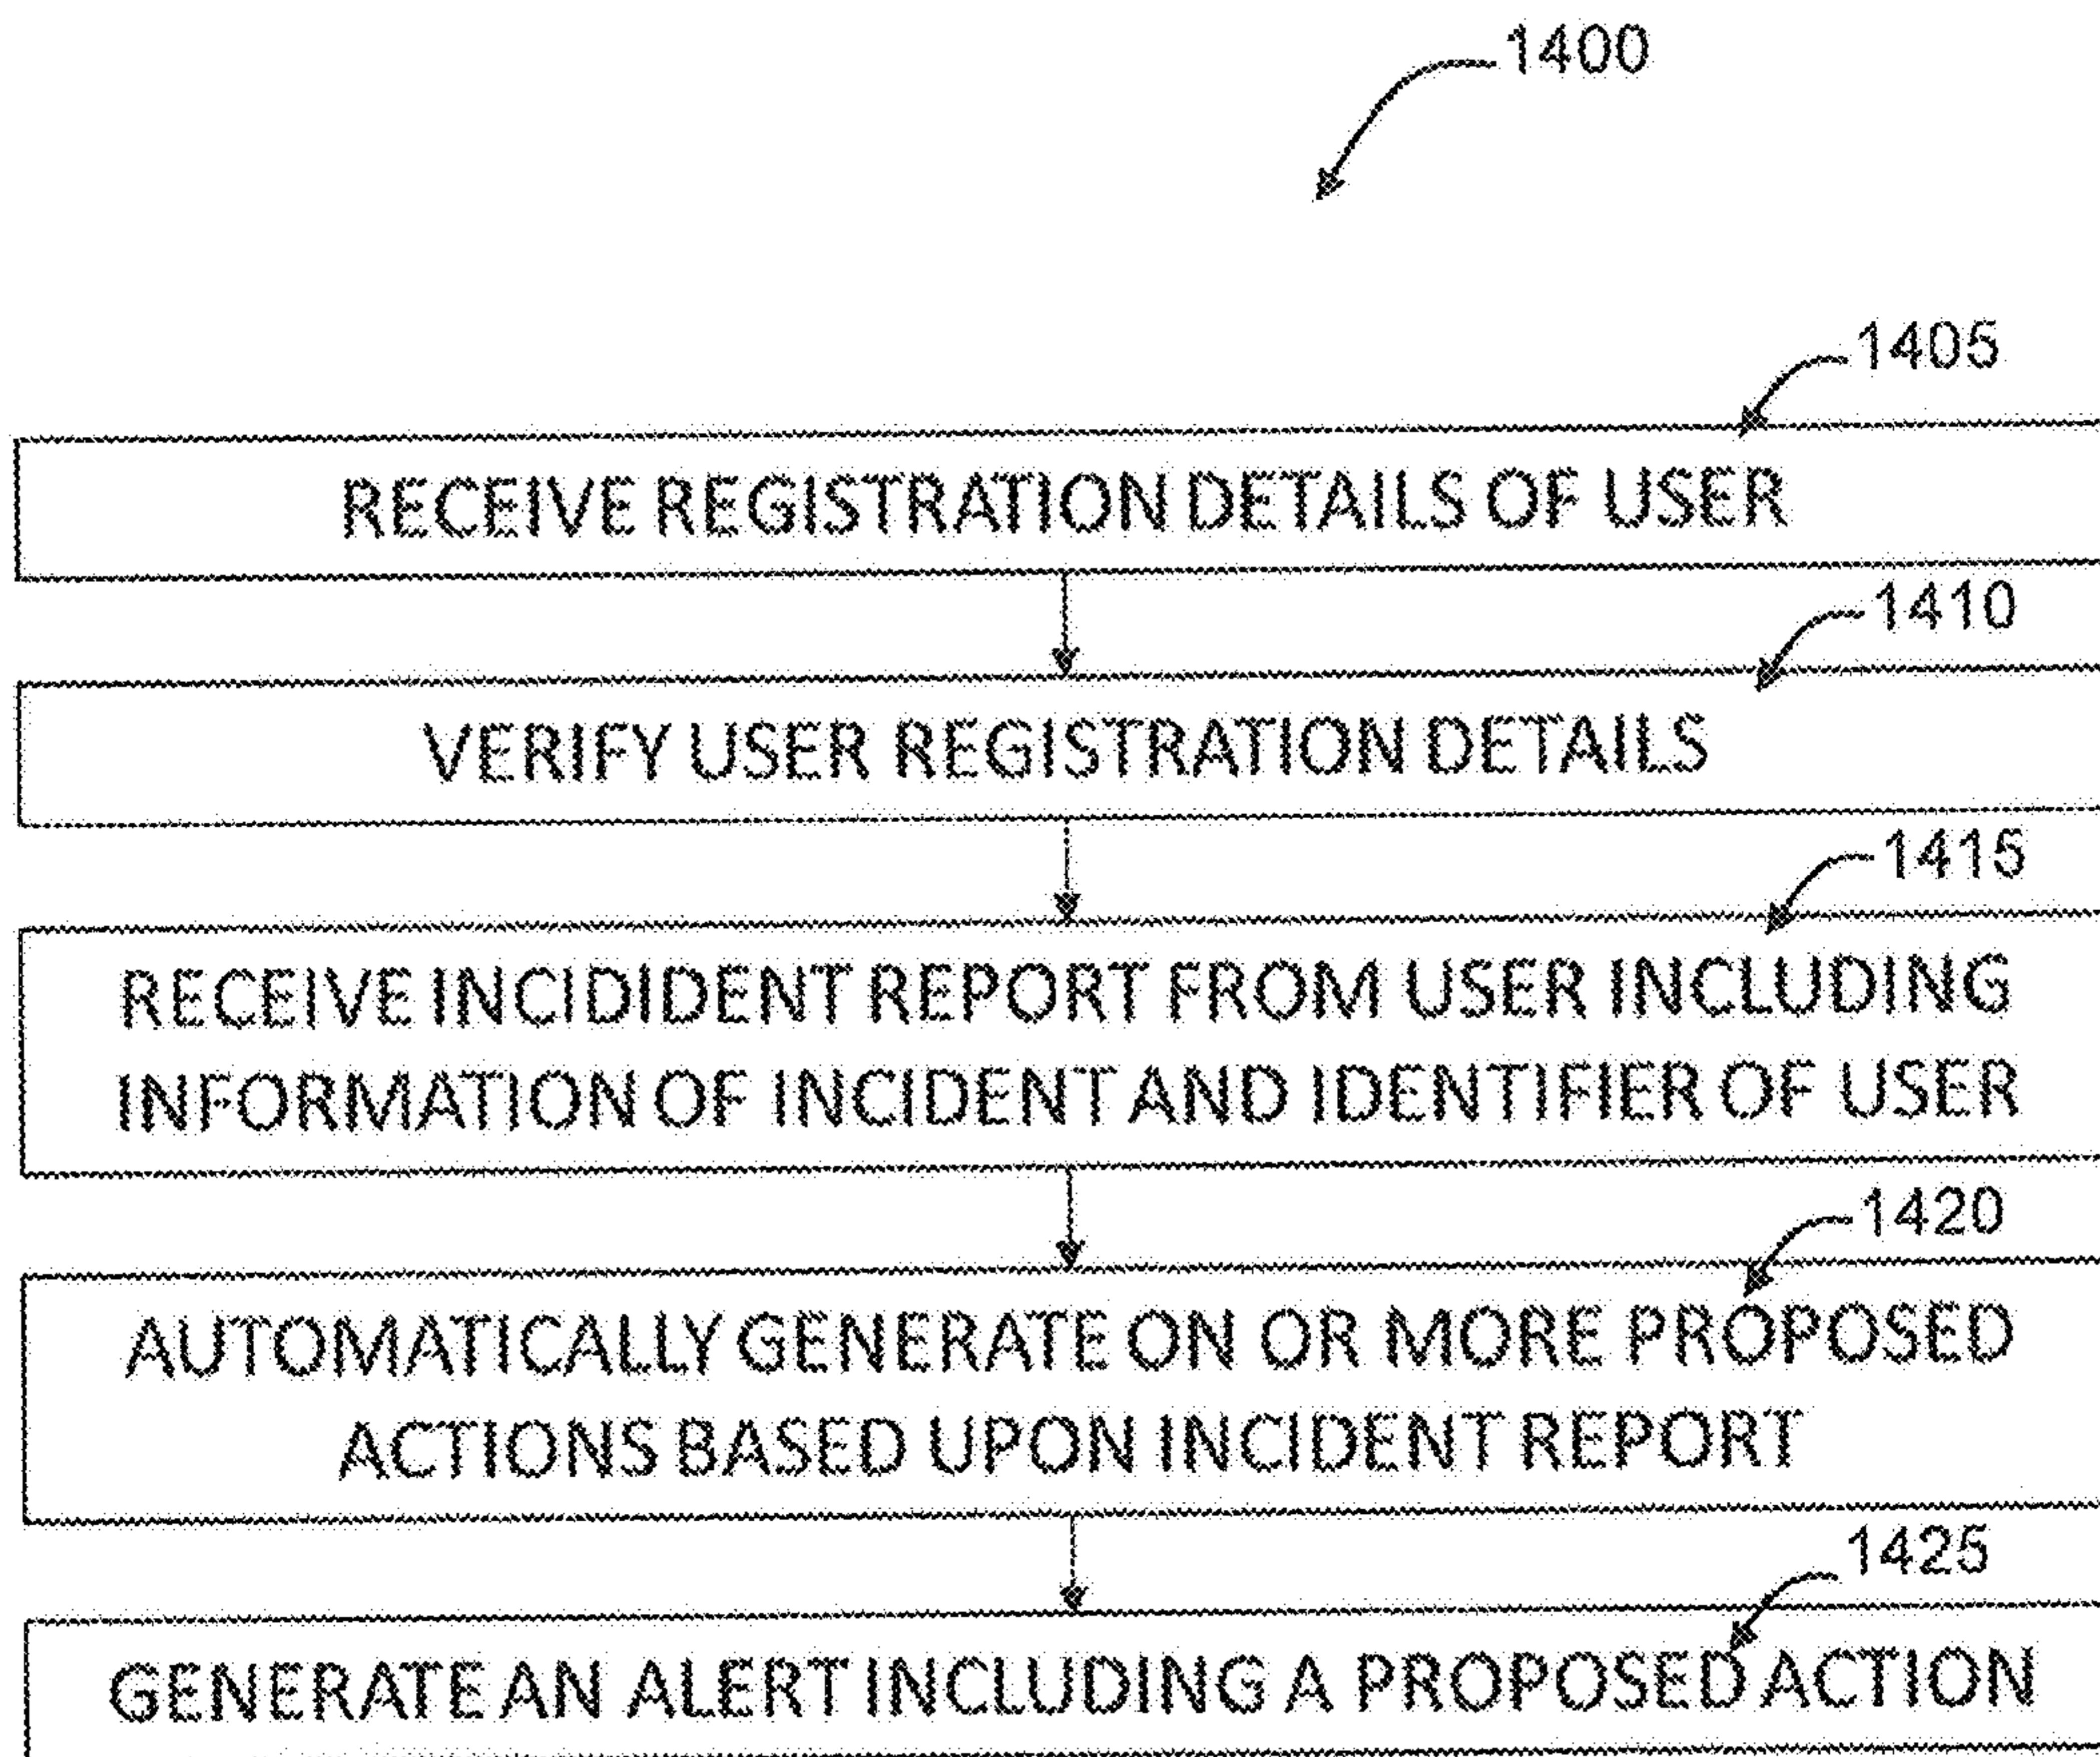 1400
1405
RECEIVE REGISTRATION DETAILS OF USER
1410
VERIFY USER REGISTRATION DETAILS
1415
RECEIVE INCIDIDENT REPORT FROM USER INCLUDING
INFORMATION OF INCIDENT AND IDENTIFIER OF USER
1420
AUTOMATICALLY GENERATE ON OR MORE PROPOSED
ACTIONS BASED UPON INCIDENT REPORT
1425
GENERATE AN ALERT INCLUDING A PROPOSED ACTION